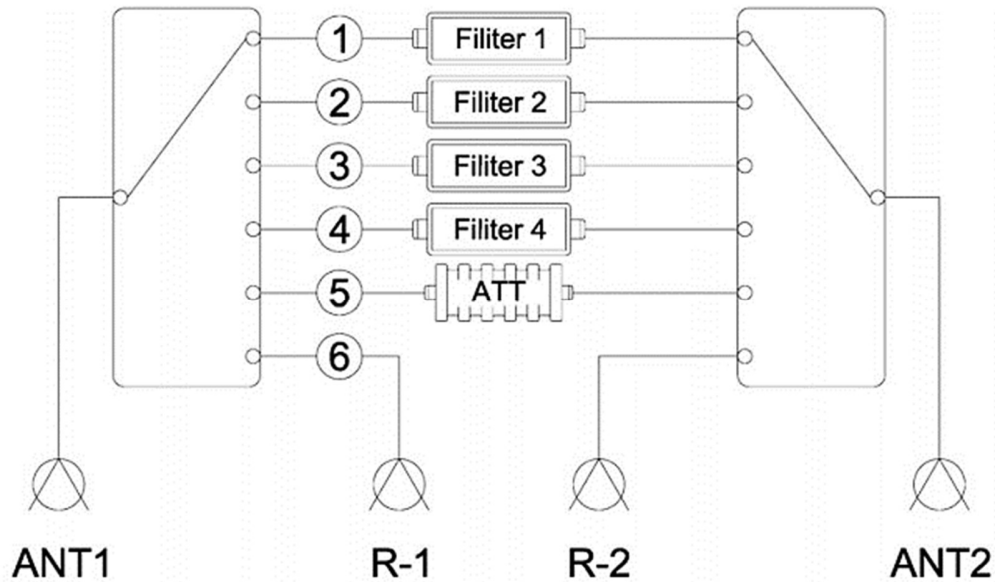 1 Filiter 1
2 Filiter 2
3 Filiter 3
4 Filiter 4
5 ATT
6
ANT1 R-1 R-2 ANT2